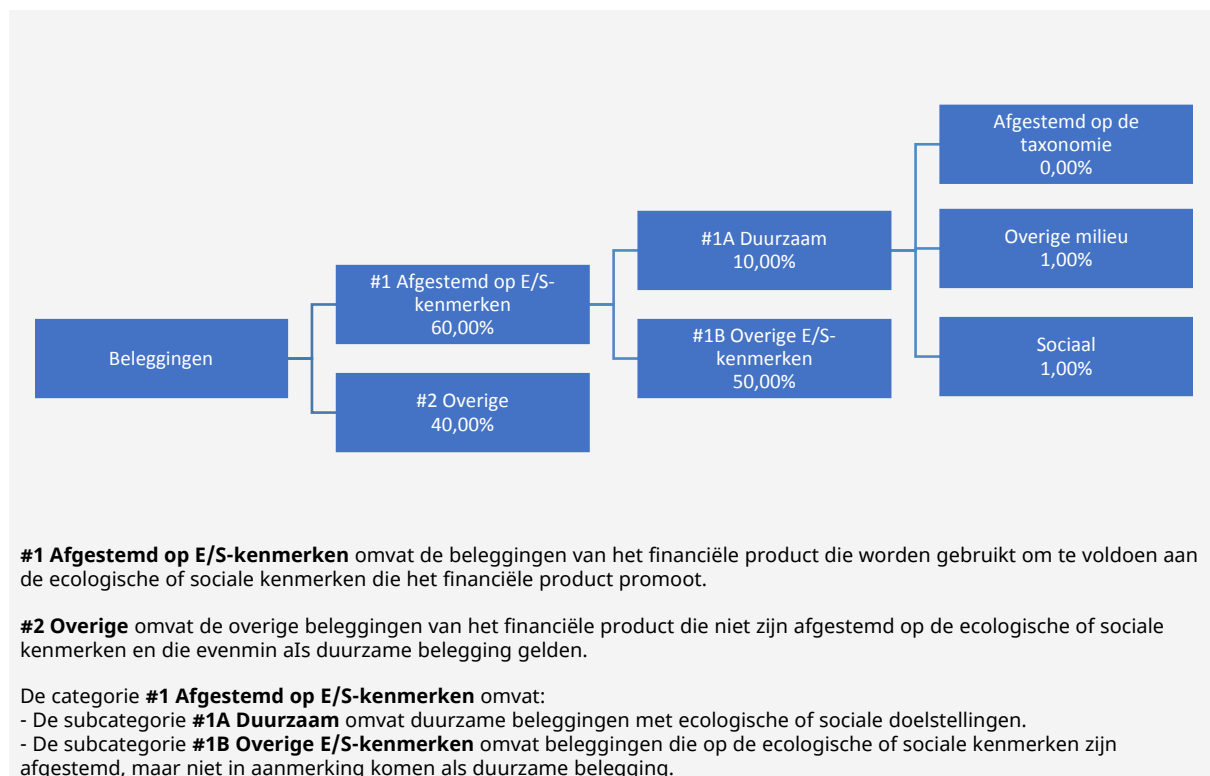 Beleggingen
#1 Afgestemd op E/S-
kenmerken
60,00%
#2 Overige
40,00%
#1A Duurzaam
10,00%
#1B Overige E/S-
kenmerken
50,00%
Afgestemd op de
taxonomie
0,00%
Overige milieu
1,00%
Sociaal
1,00%
#1 Afgestemd op E/S-kenmerken omvat de beleggingen van het financiële product die worden gebruikt om te voldoen aan
de ecologische of sociale kenmerken die het financiële product promoot.
#2 Overige omvat de overige beleggingen van het financiële product die niet zijn afgestemd op de ecologische of sociale
kenmerken en die evenmin aIs duurzame belegging gelden.
De categorie #1 Afgestemd op E/S-kenmerken omvat:
- De subcategorie #1A Duurzaam omvat duurzame beleggingen met ecologische of sociale doelstellingen.
- De subcategorie #1B Overige E/S-kenmerken omvat beleggingen die op de ecologische of sociale kenmerken zijn
afgestemd, maar niet in aanmerking komen als duurzame belegging.